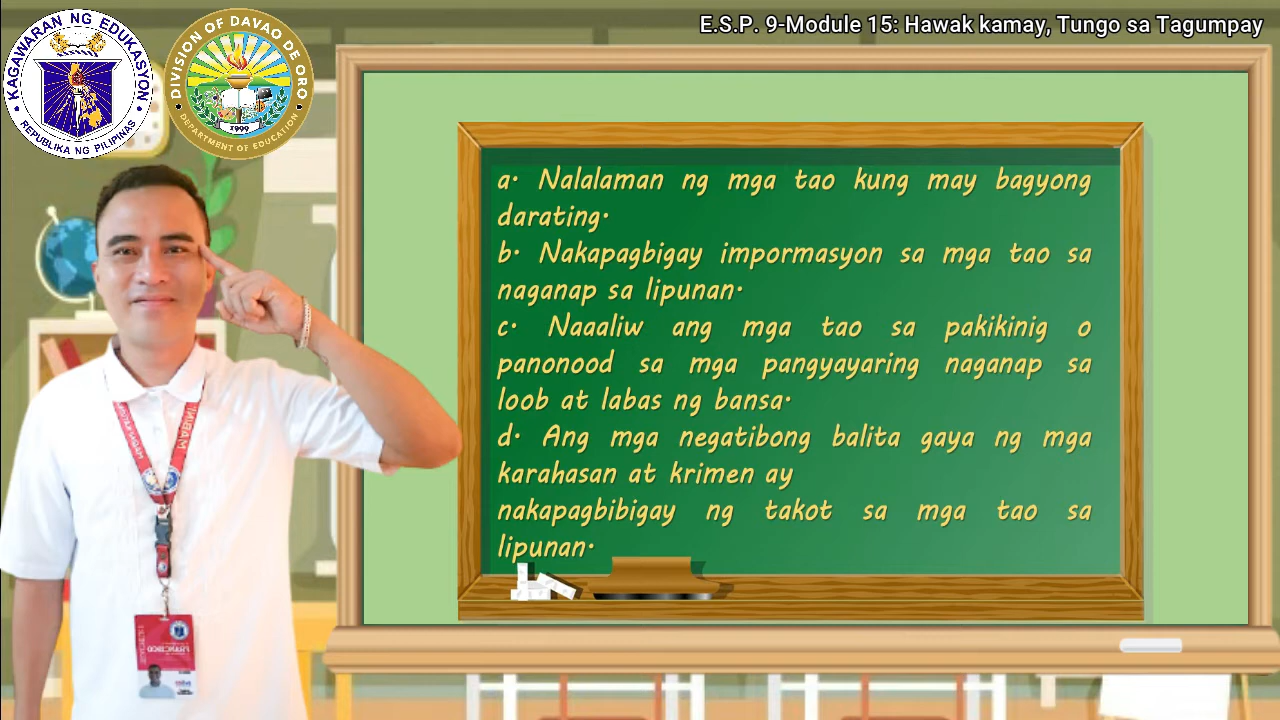 E.S.P. 9-Module 15: Hawak kamay, Tungo sa Tagumpay
KAGAWARAN NG EDUKASYON
REPUBLIKA NG PILIPINAS
DIVISION OF DAVAO DE ORO
1999
DEPARTMENT OF EDUCATION
a. Nalalaman ng mga tao kung may bagyong
darating.
b. Nakapagbigay impormasyon sa mga tao sa
naganap sa lipunan.
c. Naaaliw ang mga tao sa pakikinig o
panonood sa mga pangyayaring naganap sa
loob at labas ng bansa.
d. Ang mga negatibong balita gaya ng mga
karahasan at krimen ay
nakapagbibigay ng takot sa mga tao sa
lipunan.